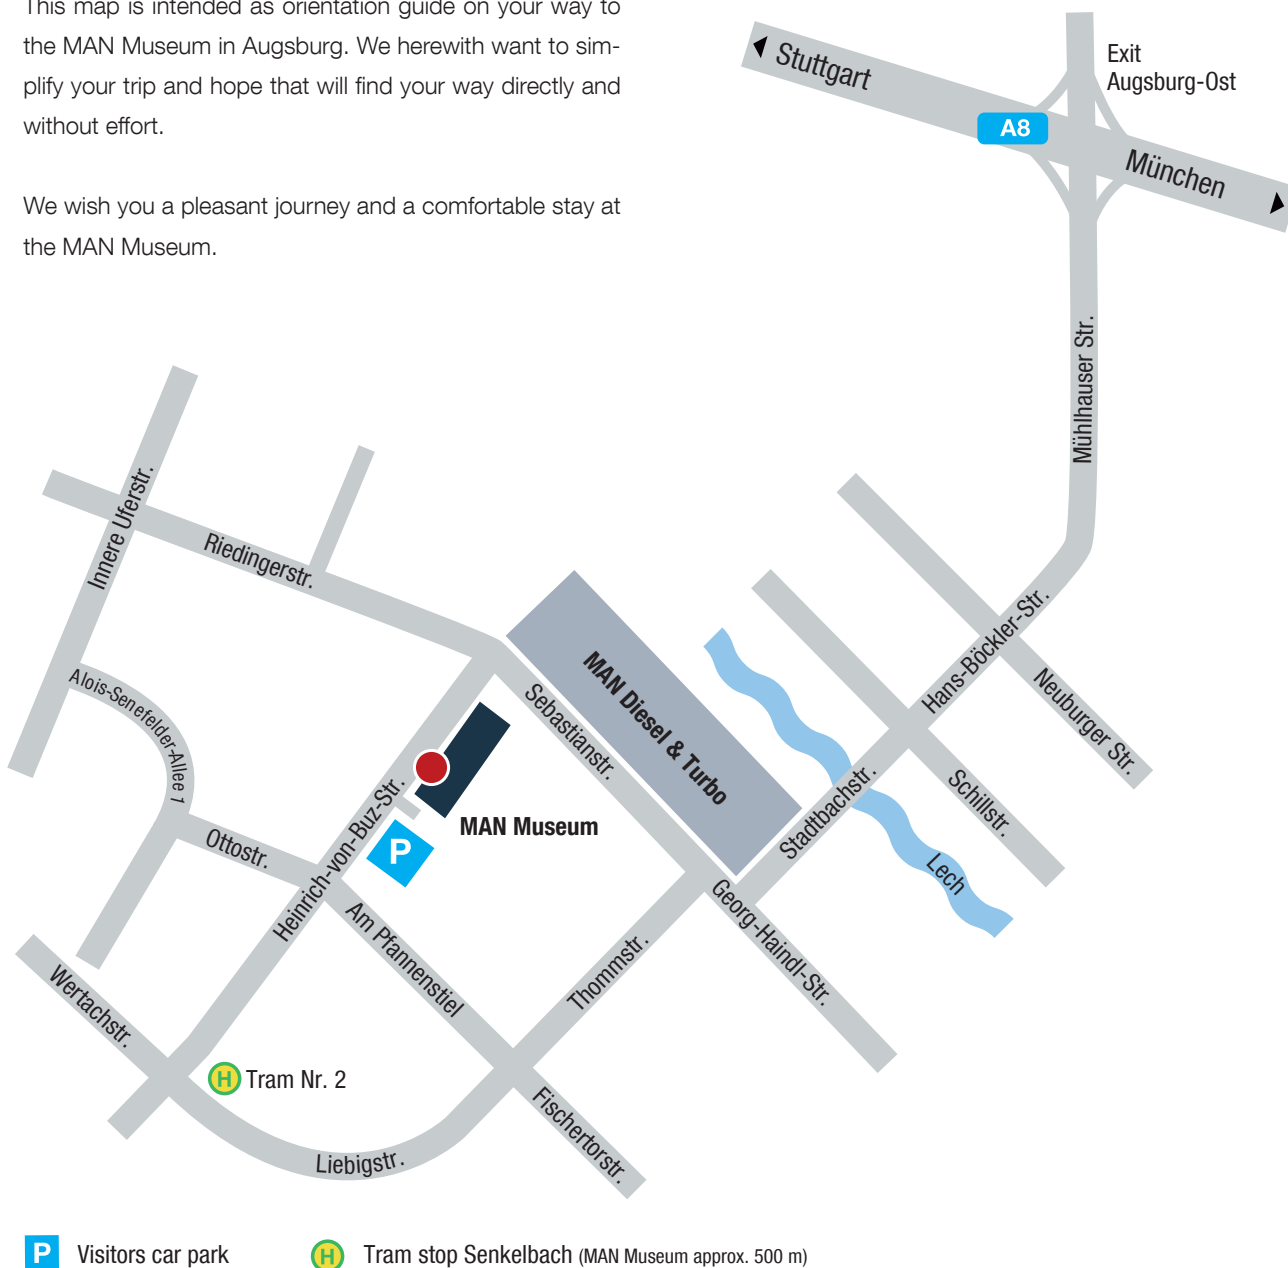 This map is intended as orientation guide on your way to
the MAN Museum in Augsburg. We herewith want to sim-
plify your trip and hope that will find your way directly and
without effort.
We wish you a pleasant journey and a comfortable stay at
the MAN Museum.
Stuttgart
Exit
Augsburg-Ost
A8
München
Mühlhauser Str.
Innere Uferstr.
Riedingerstr.
Hans-Böckler-Str.
Neuburger Str.
MAN Diesel & Turbo
Sebastianstr.
Alois-Senefelder-Allee 1
Schillstr.
Stadtbachstr.
Heinrich-von-Buz-Str.
MAN Museum
P
Ottostr.
Lech
Georg-Haindl-Str.
Am Pfannenstiel
Thommstr.
Wertachstr.
H Tram Nr. 2
Fischertorstr.
Liebigstr.
P Visitors car park
H Tram stop Senkelbach (MAN Museum approx. 500 m)